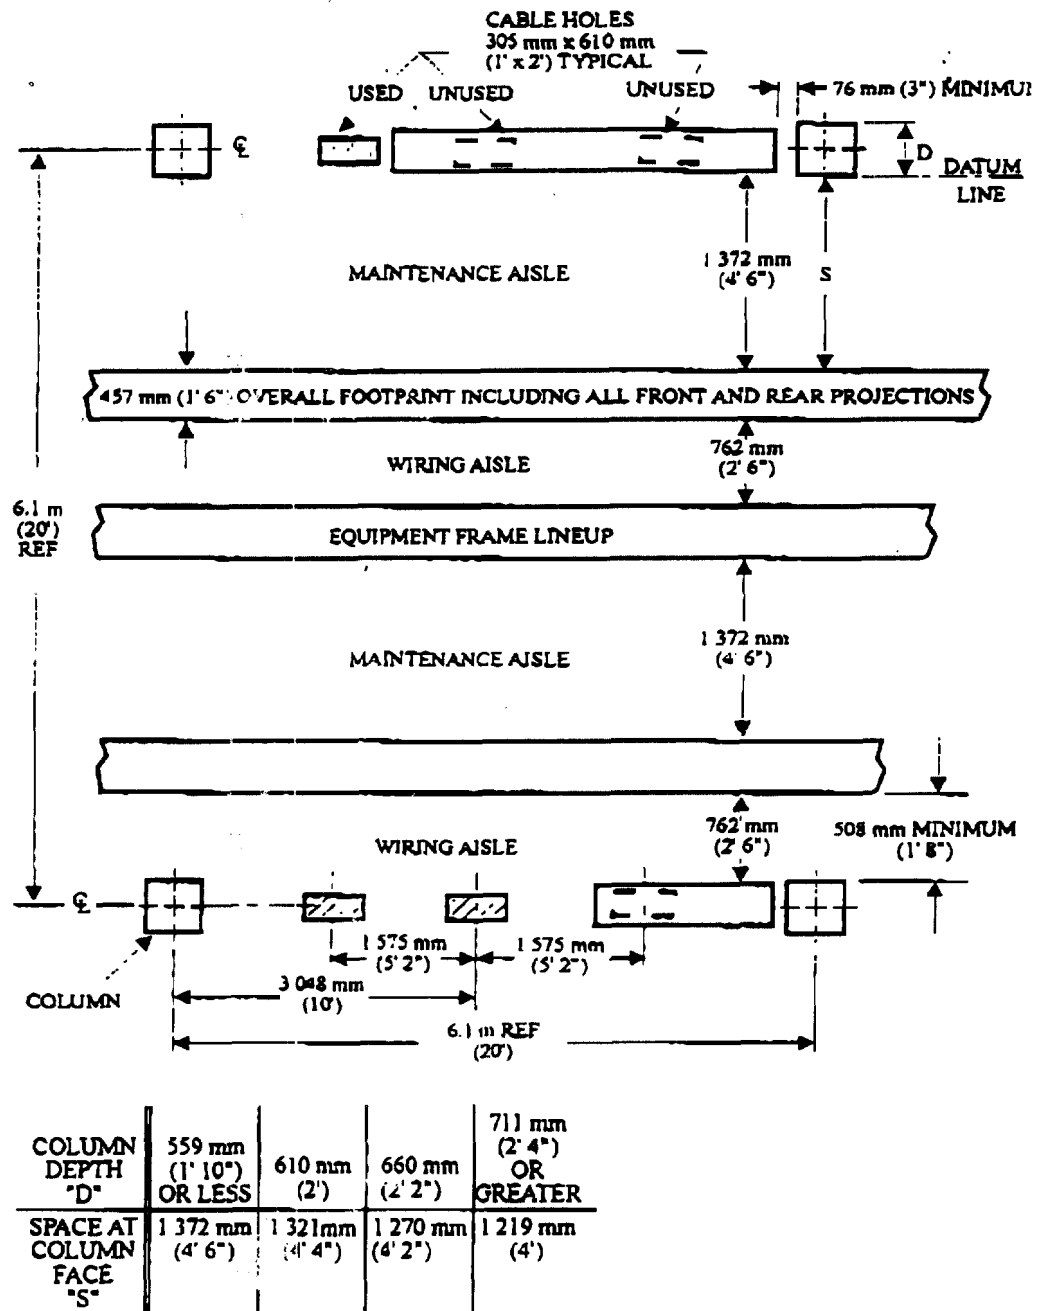 CABLE HOLES
305 mm x 610 mm
(1' x 2') TYPICAL
USED
UNUSED
UNUSED
76 mm (3") MINIMU
℄
D
DATUM
LINE
1 372 mm
(4' 6")
S
MAINTENANCE AISLE
457 mm (1' 6") OVERALL FOOTPRINT INCLUDING ALL FRONT AND REAR PROJECTIONS
762 mm
(2' 6")
WIRING AISLE
6.1 m
(20')
REF
EQUIPMENT FRAME LINEUP
1 372 mm
(4' 6")
MAINTENANCE AISLE
762 mm
(2' 6")
508 mm MINIMUM
(1' 8")
WIRING AISLE
℄
1 575 mm
(5' 2")
1 575 mm
(5' 2")
COLUMN
3 048 mm
(10')
6.1 m REF
(20')
COLUMN
DEPTH
"D"
559 mm
(1' 10")
OR LESS
610 mm
(2')
660 mm
(2' 2")
711 mm
(2' 4")
OR
GREATER
SPACE AT
COLUMN
FACE
"S"
1 372 mm
(4' 6")
1 321mm
(4' 4")
1 270 mm
(4' 2")
1 219 mm
(4')